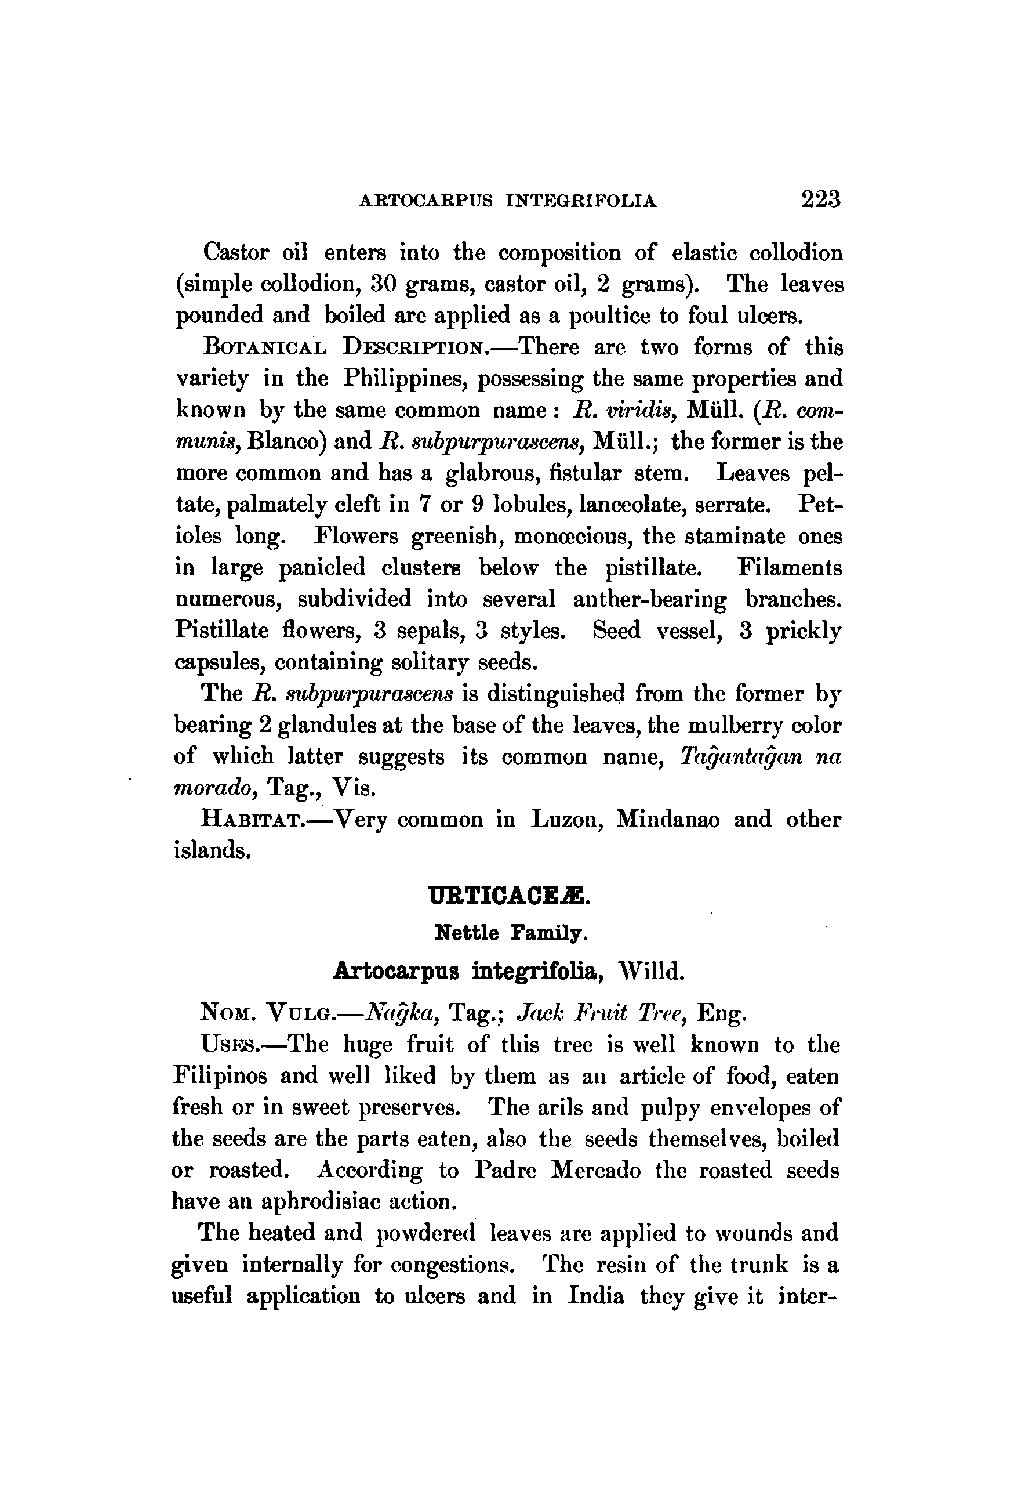 ARTOCARPUS INTEGRIFOLIA 223
Castor oil enters into the composition of elastic collodion
(simple collodion, 30 grams, castor oil, 2 grams). The leaves
pounded and boiled are applied as a poultice to foul ulcers.
BOTANICAL DESCRIPTION.—There are two forms of this
variety in the Philippines, possessing the same properties and
known by the same common name : R. viridis, Müll. (R. com-
munis, Blanco) and R. subpurpurascens, Müll.; the former is the
more common and has a glabrous, fistular stem. Leaves pel-
tate, palmately cleft in 7 or 9 lobules, lanceolate, serrate. Pet-
ioles long. Flowers greenish, monœcious, the staminate ones
in large panicled clusters below the pistillate. Filaments
numerous, subdivided into several anther-bearing branches.
Pistillate flowers, 3 sepals, 3 styles. Seed vessel, 3 prickly
capsules, containing solitary seeds.
The R. subpurpurascens is distinguished from the former by
bearing 2 glandules at the base of the leaves, the mulberry color
of which latter suggests its common name, Taĝantaĝan na
morado, Tag., Vis.
HABITAT.—Very common in Luzon, Mindanao and other
islands.
URTICACEÆ.
Nettle Family.
Artocarpus integrifolia, Willd.
NOM. VULG.—Naĝka, Tag.; Jack Fruit Tree, Eng.
USES.—The huge fruit of this tree is well known to the
Filipinos and well liked by them as an article of food, eaten
fresh or in sweet preserves. The arils and pulpy envelopes of
the seeds are the parts eaten, also the seeds themselves, boiled
or roasted. According to Padre Mercado the roasted seeds
have an aphrodisiac action.
The heated and powdered leaves are applied to wounds and
given internally for congestions. The resin of the trunk is a
useful application to ulcers and in India they give it inter-